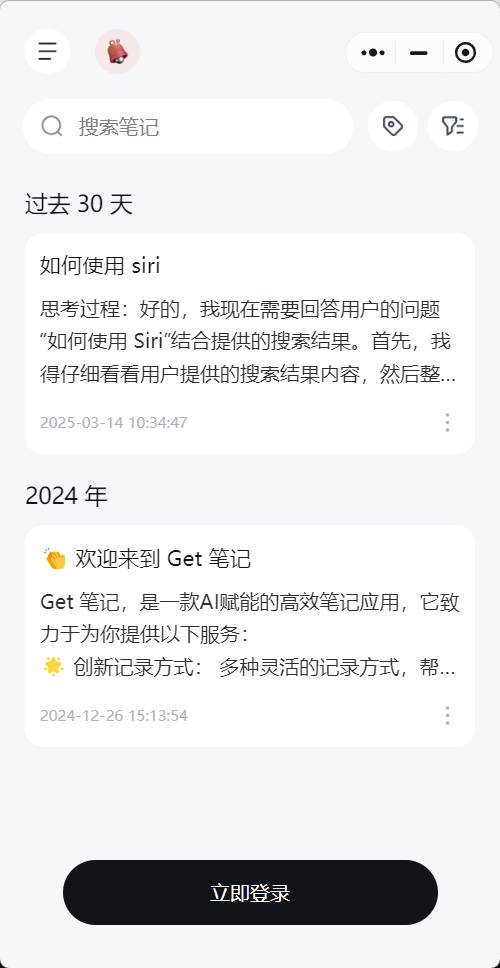 搜索笔记
过去 30 天
如何使用 siri
思考过程：好的，我现在需要回答用户的问题
“如何使用 Siri”结合提供的搜索结果。首先，我
得仔细看看用户提供的搜索结果内容，然后整...
2025-03-14 10:34:47
2024 年
👏 欢迎来到 Get 笔记
Get 笔记，是一款AI赋能的高效笔记应用，它致
力于为你提供以下服务：
🌟 创新记录方式： 多种灵活的记录方式，帮...
2024-12-26 15:13:54
立即登录